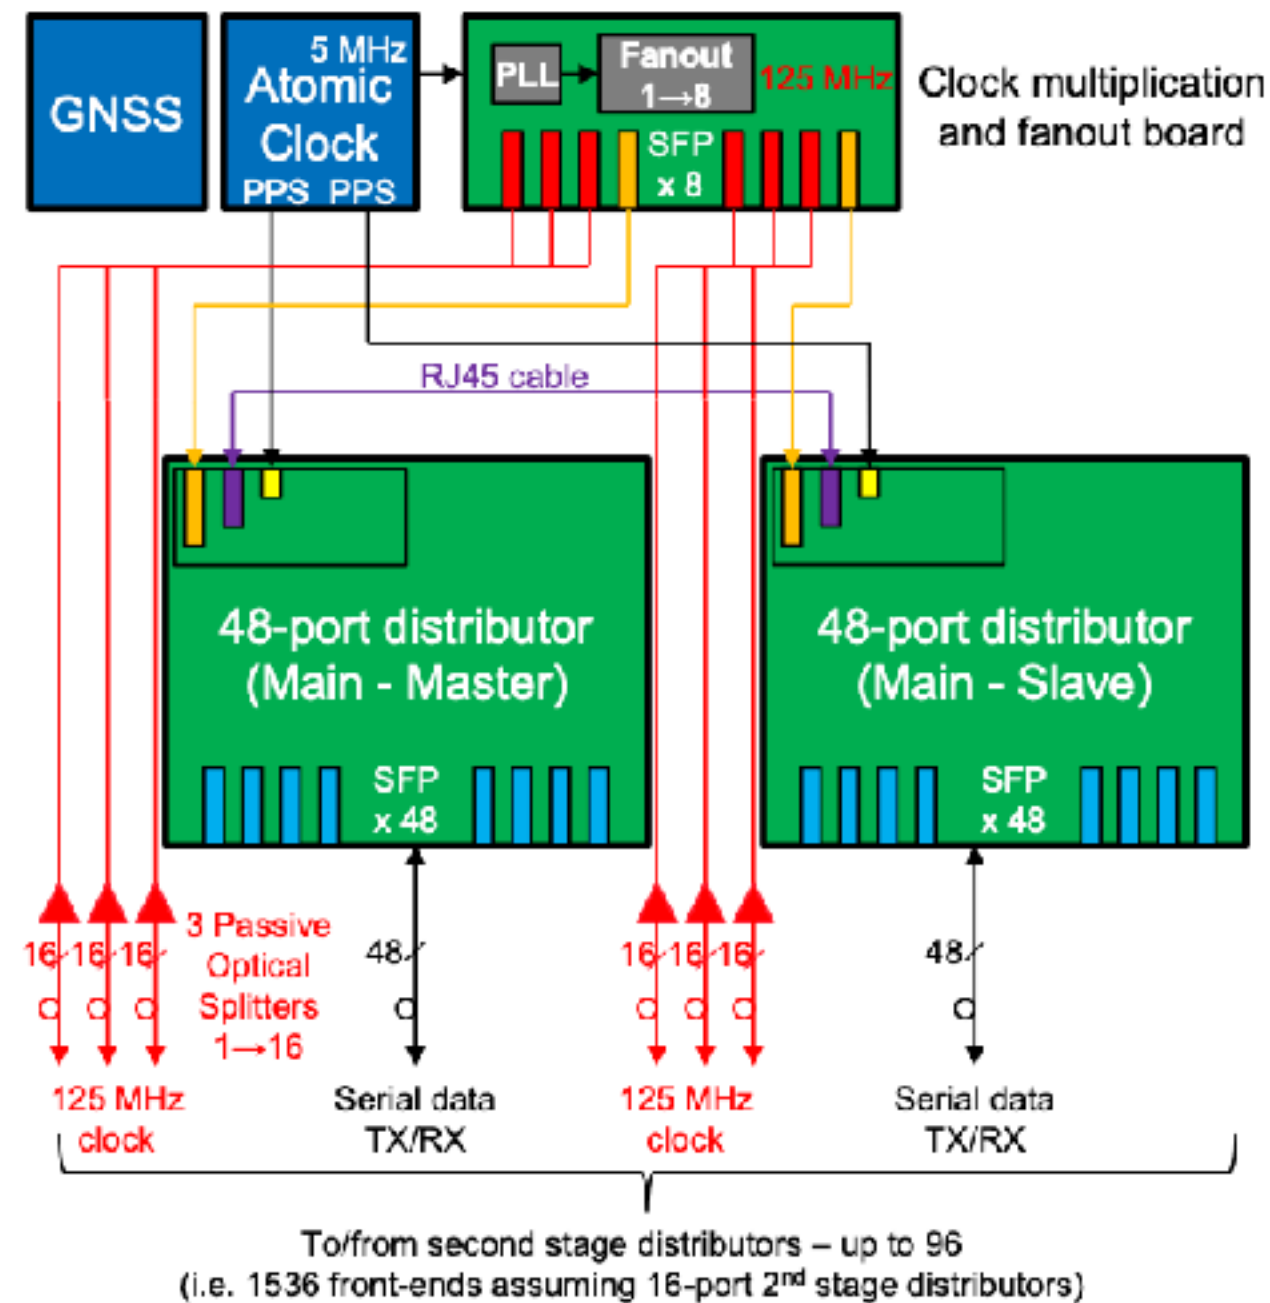 GNSS
5 MHz
Atomic
Clock
PPS PPS
PLL
Fanout
1→8
125 MHz
SFP
x 8
Clock multiplication
and fanout board
RJ45 cable
48-port distributor
(Main - Master)
SFP
x 48
48-port distributor
(Main - Slave)
SFP
x 48
16 16 16
3 Passive
Optical
Splitters
1→16
48
16 16 16
48
125 MHz
clock
Serial data
TX/RX
125 MHz
clock
Serial data
TX/RX
To/from second stage distributors – up to 96
(i.e. 1536 front-ends assuming 16-port 2nd stage distributors)